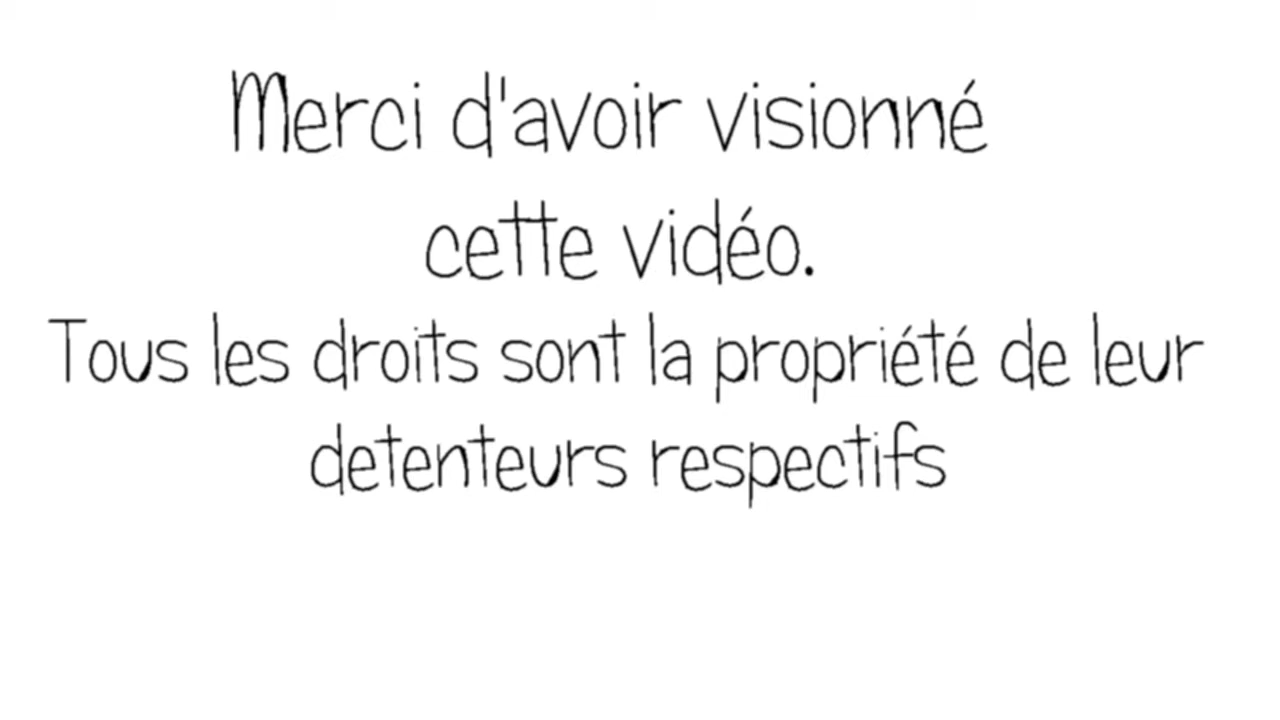 Merci d'avoir visionné
cette vidéo.
Tous les droits sont la propriété de leur
detenteurs respectifs